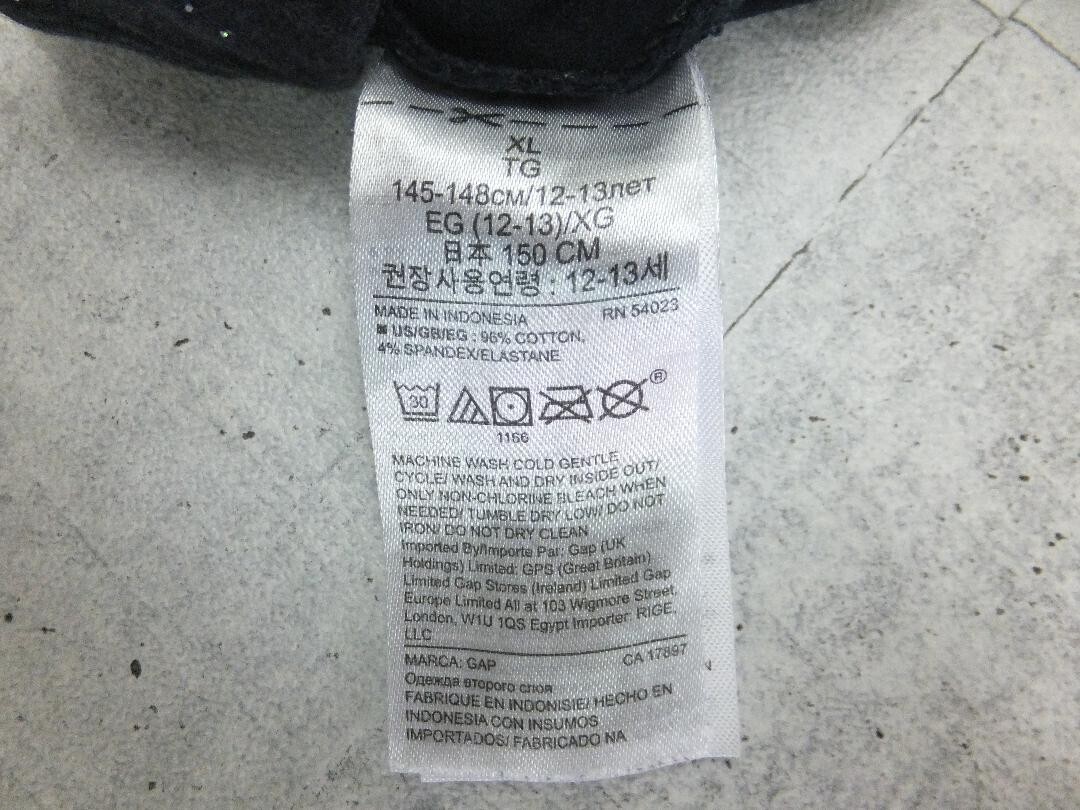 XL
TG
145-148см/12-13лет
EG (12-13)/XG
日本 150 CM
권장사용연령 : 12-13세
MADE IN INDONESIA RN 54023
US/GB/EG : 96% COTTON,
4% SPANDEX/ELASTANE
30 ®
1166
MACHINE WASH COLD GENTLE
CYCLE/ WASH AND DRY INSIDE OUT/
ONLY NON-CHLORINE BLEACH WHEN
NEEDED/ TUMBLE DRY LOW/ DO NOT
IRON/ DO NOT DRY CLEAN
Imported By/Importe Par: Gap (UK
Holdings) Limited: GPS (Great Britain)
Limited Gap Stores (Ireland) Limited Gap
Europe Limited All at 103 Wigmore Street,
London, W1U 1QS Egypt Importer: RIGE,
LLC
MARCA: GAP CA 17897
Одежда второго слоя
FABRIQUE EN INDONISIE/ HECHO EN
INDONESIA CON INSUMOS
IMPORTADOS/ FABRICADO NA